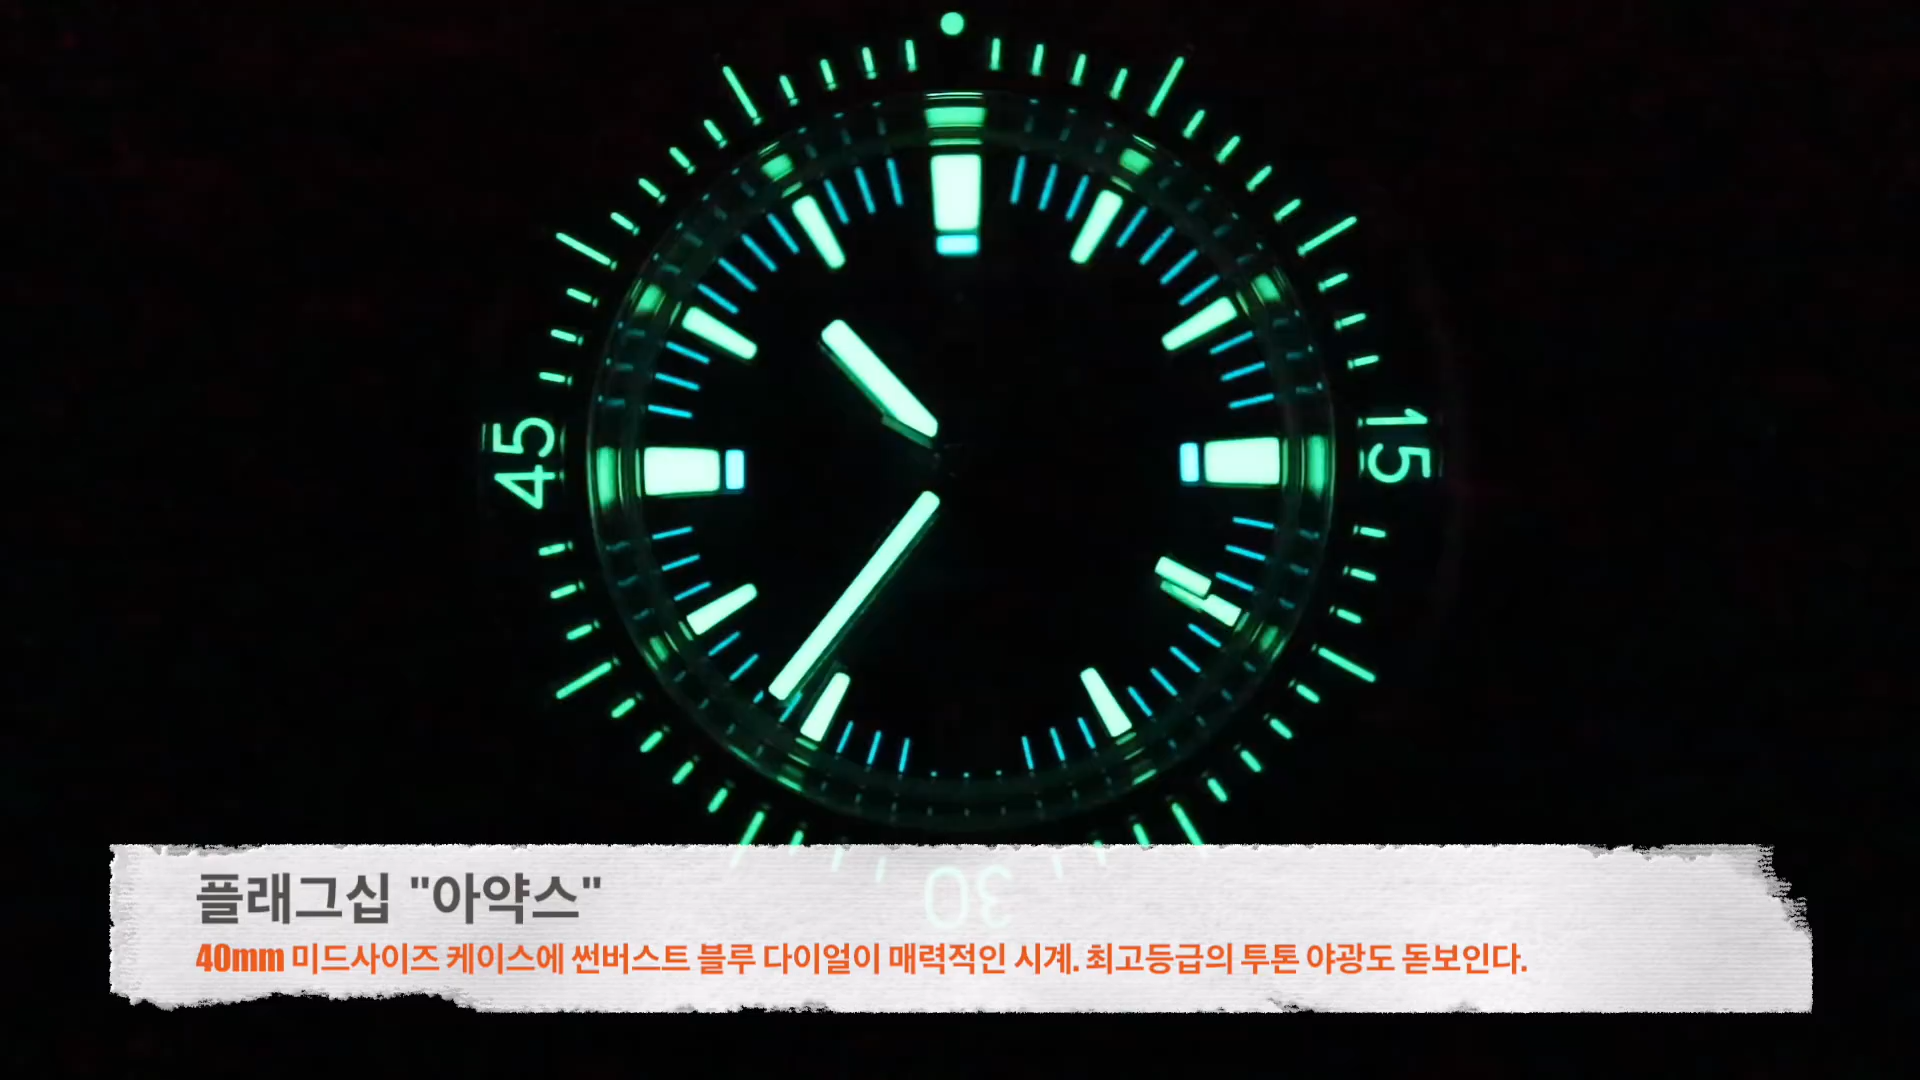 45
15
30
플래그십 "아약스"
40mm 미드사이즈 케이스에 썬버스트 블루 다이얼이 매력적인 시계. 최고등급의 투톤 야광도 돋보인다.